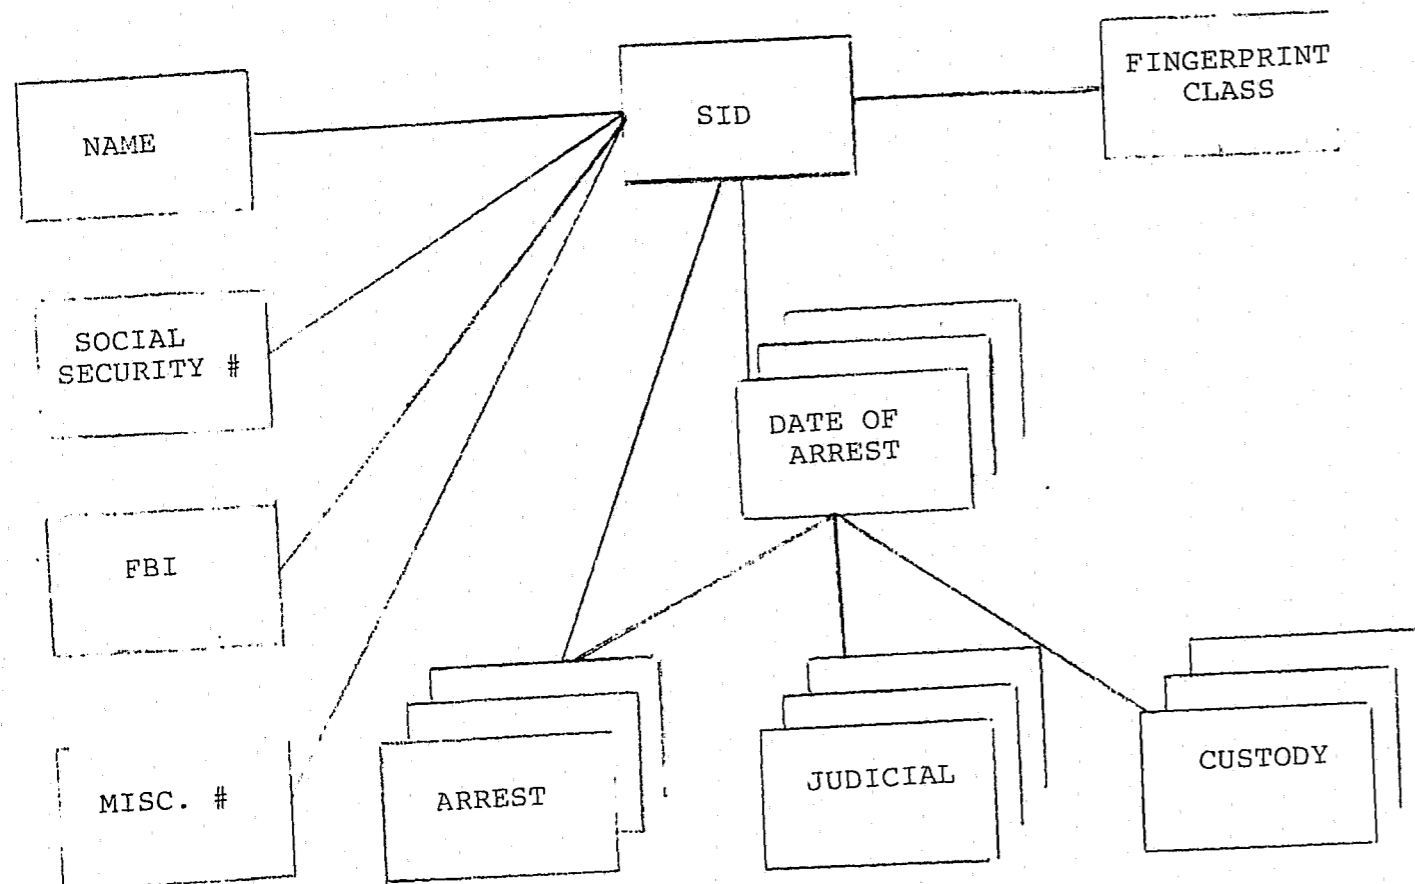 FINGERPRINT
CLASS
SID
NAME
SOCIAL
SECURITY #
DATE OF
ARREST
FBI
MISC. #
ARREST
JUDICIAL
CUSTODY